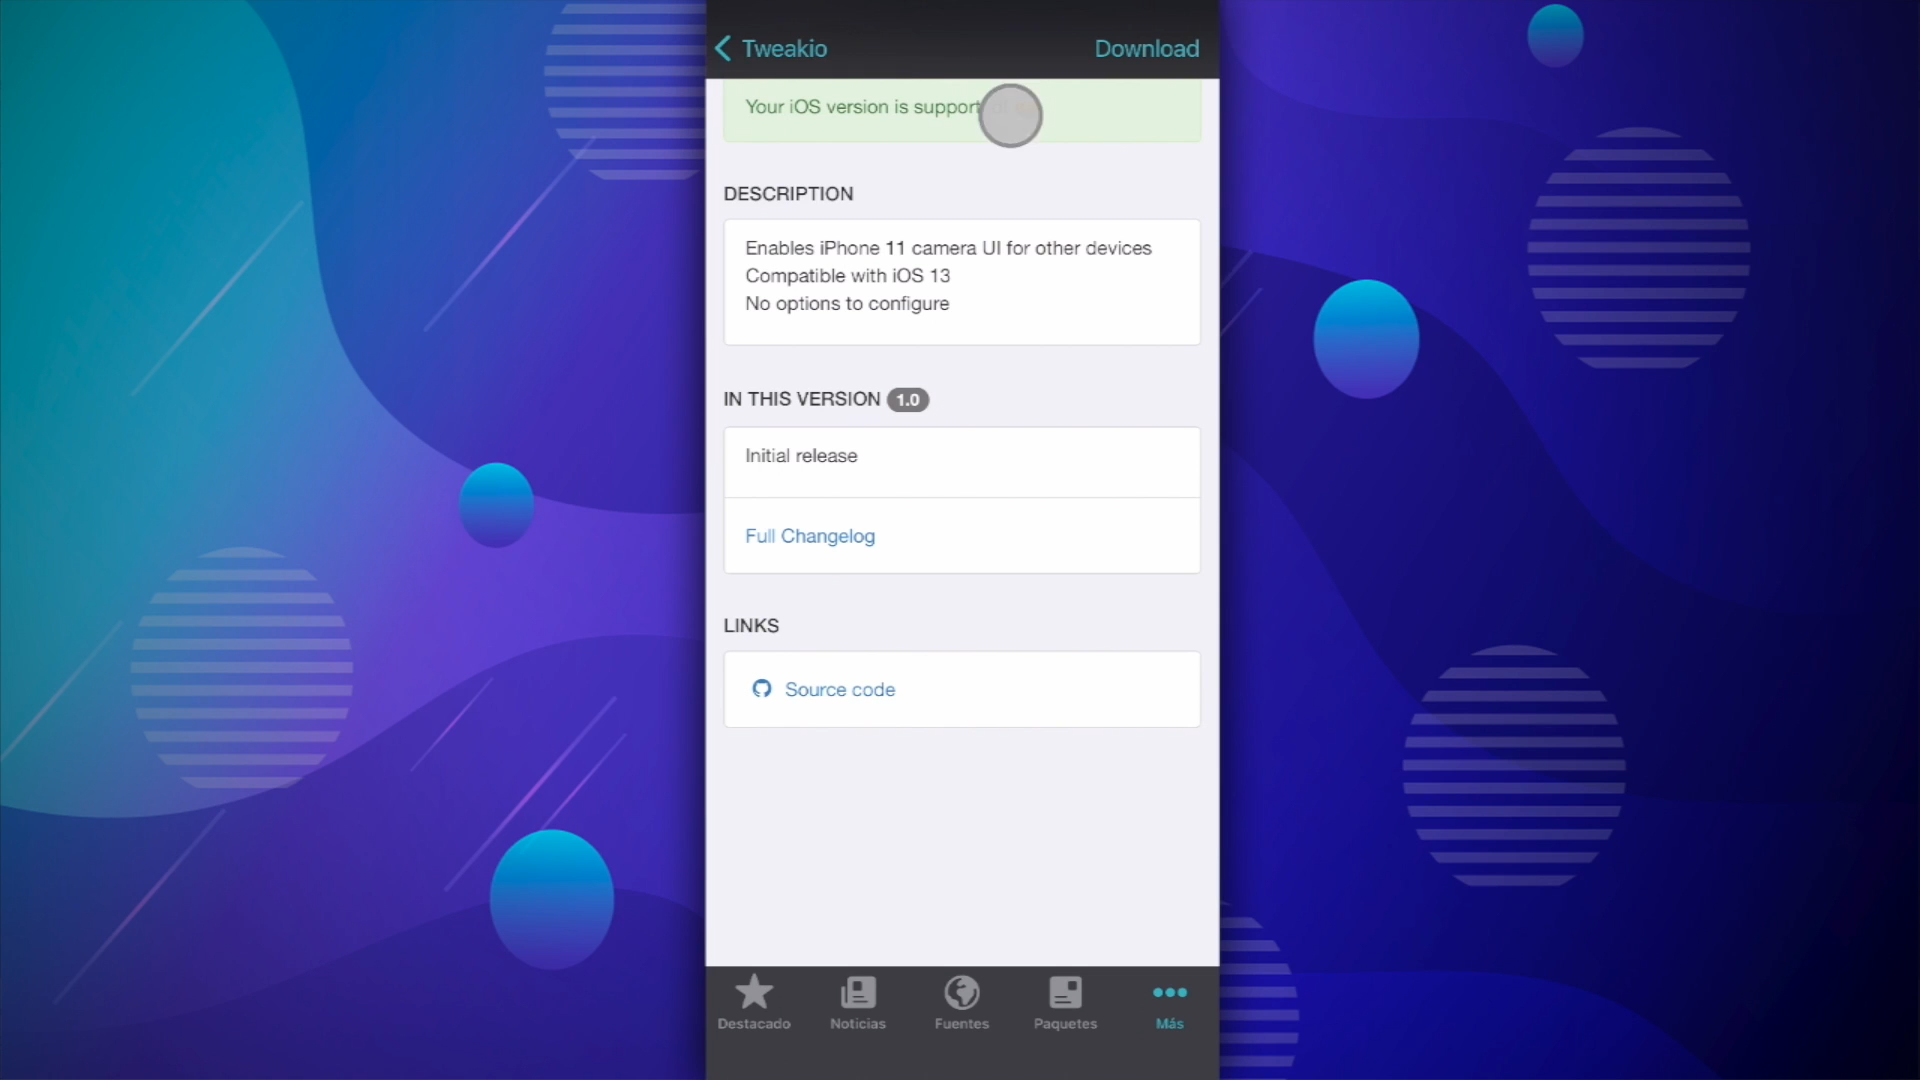 Tweakio
Download
Your iOS version is support
DESCRIPTION
Enables iPhone 11 camera UI for other devices
Compatible with iOS 13
No options to configure
IN THIS VERSION 1.0
Initial release
Full Changelog
LINKS
Source code
Destacado
Noticias
Fuentes
Paquetes
Más